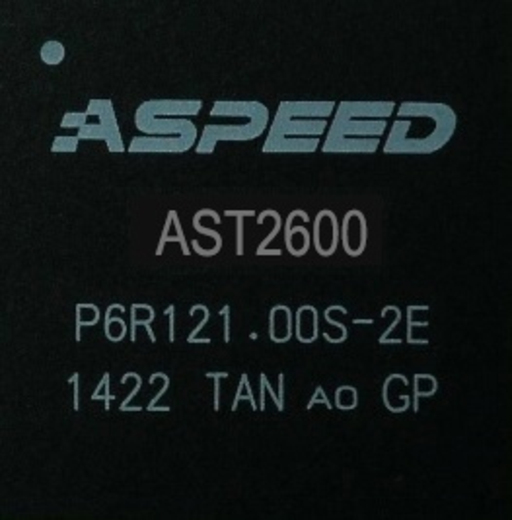 ASPEED
AST2600
P6R121.00S-2E
1422 TAN A0 GP